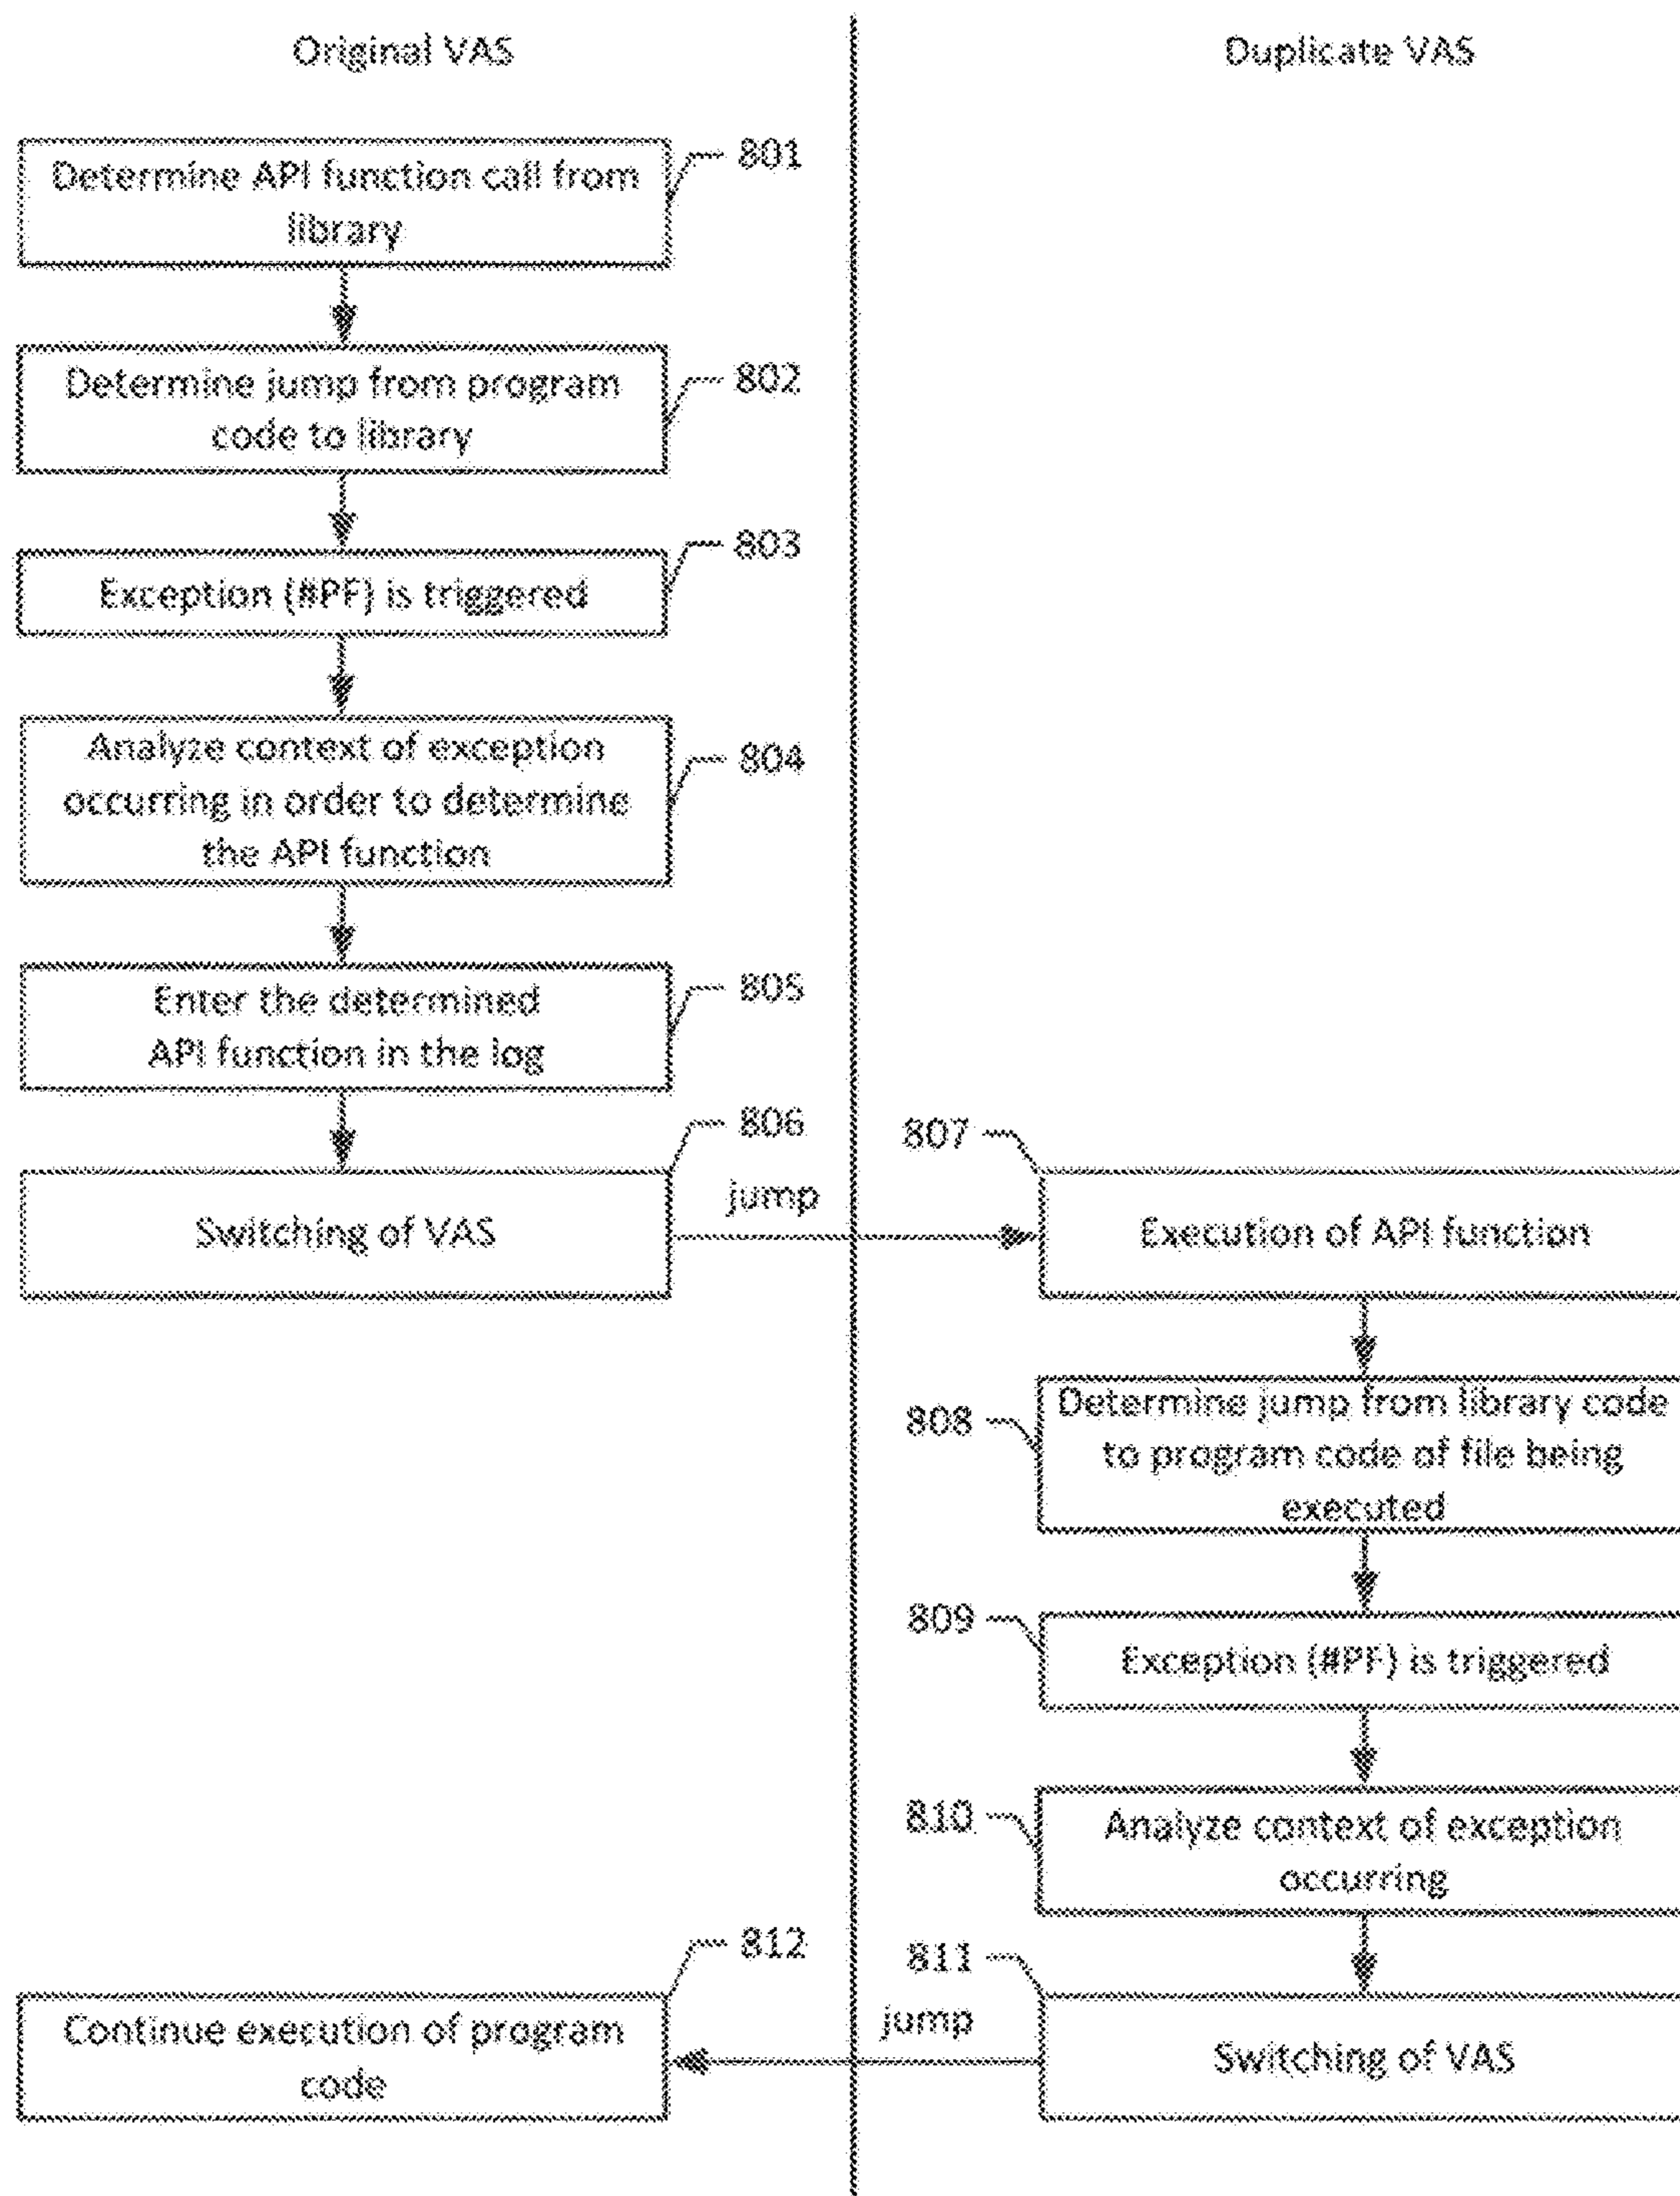 Original VAS
Duplicate VAS
801
Determine API function call from
library
802
Determine jump from program
code to library
803
Exception (#PF) is triggered
804
Analyze context of exception
occurring in order to determine
the API function
805
Enter the determined
API function in the log
806
Switching of VAS
jump
807
Execution of API function
808
Determine jump from library code
to program code of file being
executed
809
Exception (#PF) is triggered
810
Analyze context of exception
occurring
811
Switching of VAS
jump
812
Continue execution of program
code